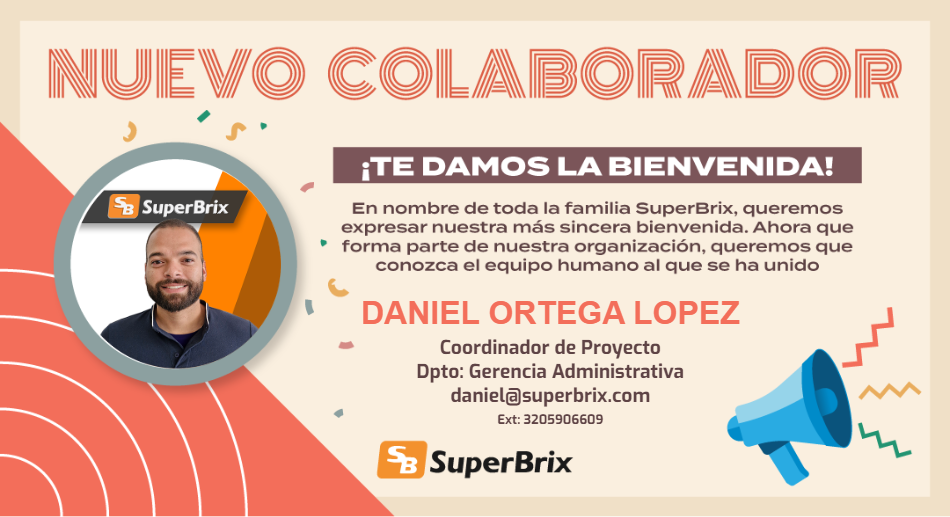 NUEVO COLABORADOR
¡TE DAMOS LA BIENVENIDA!
SB SuperBrix
En nombre de toda la familia SuperBrix, queremos
expresar nuestra más sincera bienvenida. Ahora que
forma parte de nuestra organización, queremos que
conozca el equipo humano al que se ha unido
DANIEL ORTEGA LOPEZ
Coordinador de Proyecto
Dpto: Gerencia Administrativa
daniel@superbrix.com
Ext: 3205906609
SB SuperBrix